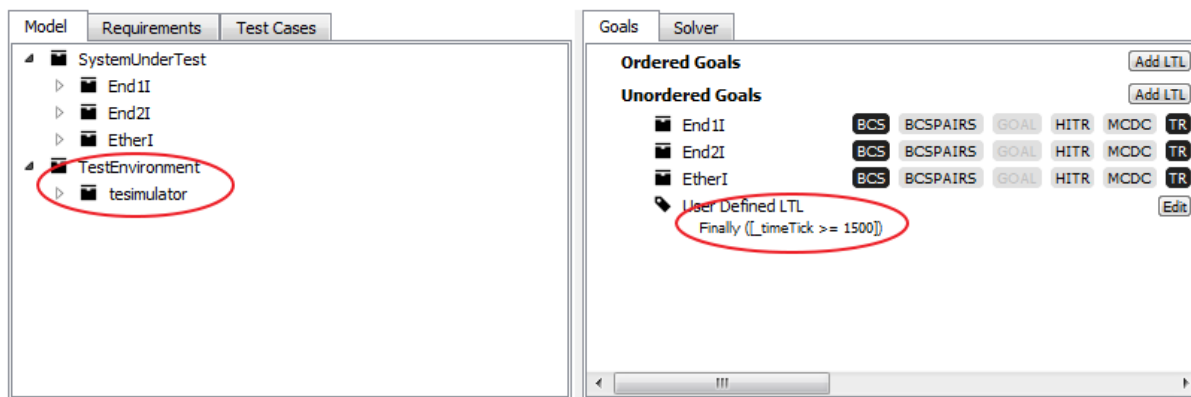 Model Requirements Test Cases
SystemUnderTest
End1I
End2I
EtherI
TestEnvironment
tesimulator
Goals Solver
Ordered Goals Add LTL
Unordered Goals Add LTL
End1I BCS BCSPAIRS GOAL HITR MCDC TR
End2I BCS BCSPAIRS GOAL HITR MCDC TR
EtherI BCS BCSPAIRS GOAL HITR MCDC TR
User Defined LTL Edit
Finally ([_timeTick >= 1500])